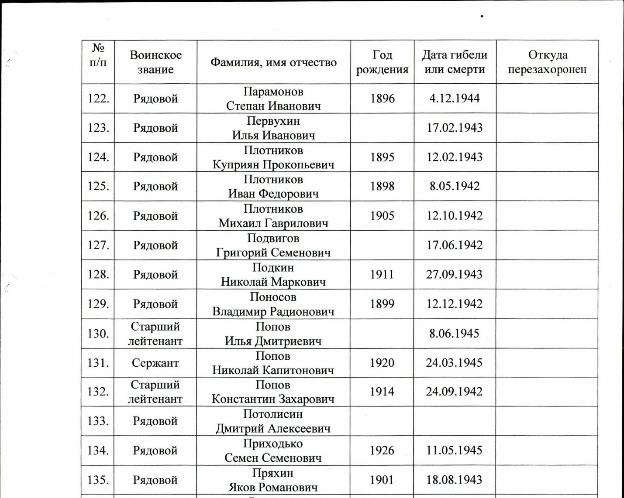 № п/п Воинское звание Фамилия, имя отчество Год рождения Дата гибели или смерти Откуда перезахоронен
122. Рядовой Парамонов Степан Иванович 1896 4.12.1944
123. Рядовой Первухин Илья Иванович 17.02.1943
124. Рядовой Плотников Куприян Прокопьевич 1895 12.02.1943
125. Рядовой Плотников Иван Федорович 1898 8.05.1942
126. Рядовой Плотников Михаил Гаврилович 1905 12.10.1942
127. Рядовой Подвигов Григорий Семенович 17.06.1942
128. Рядовой Подкин Николай Маркович 1911 27.09.1943
129. Рядовой Поносов Владимир Радионович 1899 12.12.1942
130. Старший лейтенант Попов Илья Дмитриевич 8.06.1945
131. Сержант Попов Николай Капитонович 1920 24.03.1945
132. Старший лейтенант Попов Константин Захарович 1914 24.09.1942
133. Рядовой Потолисин Дмитрий Алексеевич
134. Рядовой Приходько Семен Семенович 1926 11.05.1945
135. Рядовой Пряхин Яков Романович 1901 18.08.1943